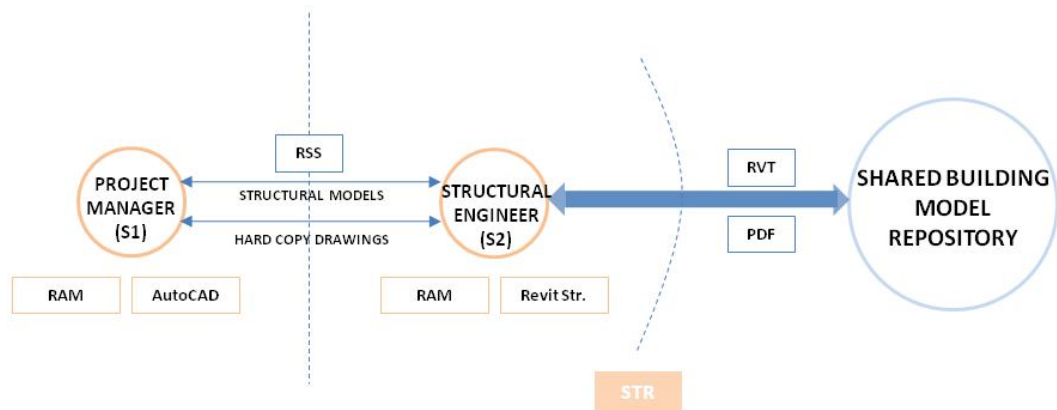 RSS
STRUCTURAL MODELS
HARD COPY DRAWINGS
PROJECT
MANAGER
(S1)
RAM
AutoCAD
STRUCTURAL
ENGINEER
(S2)
RAM
Revit Str.
RVT
PDF
SHARED BUILDING
MODEL
REPOSITORY
STR